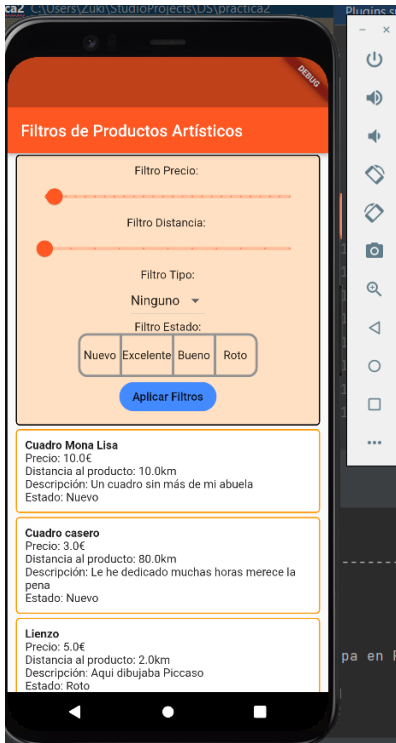 ca2 C:\Users\Zuki\StudioProjects\DS\practica2
Plugins s
DEBUG
Filtros de Productos Artísticos
Filtro Precio:
Filtro Distancia:
Filtro Tipo:
Ninguno
Filtro Estado:
Nuevo Excelente Bueno Roto
Aplicar Filtros
Cuadro Mona Lisa
Precio: 10.0€
Distancia al producto: 10.0km
Descripción: Un cuadro sin más de mi abuela
Estado: Nuevo
Cuadro casero
Precio: 3.0€
Distancia al producto: 80.0km
Descripción: Le he dedicado muchas horas merece la
pena
Estado: Nuevo
Lienzo
Precio: 5.0€
Distancia al producto: 2.0km
Descripción: Aqui dibujaba Piccaso
Estado: Roto
pa en